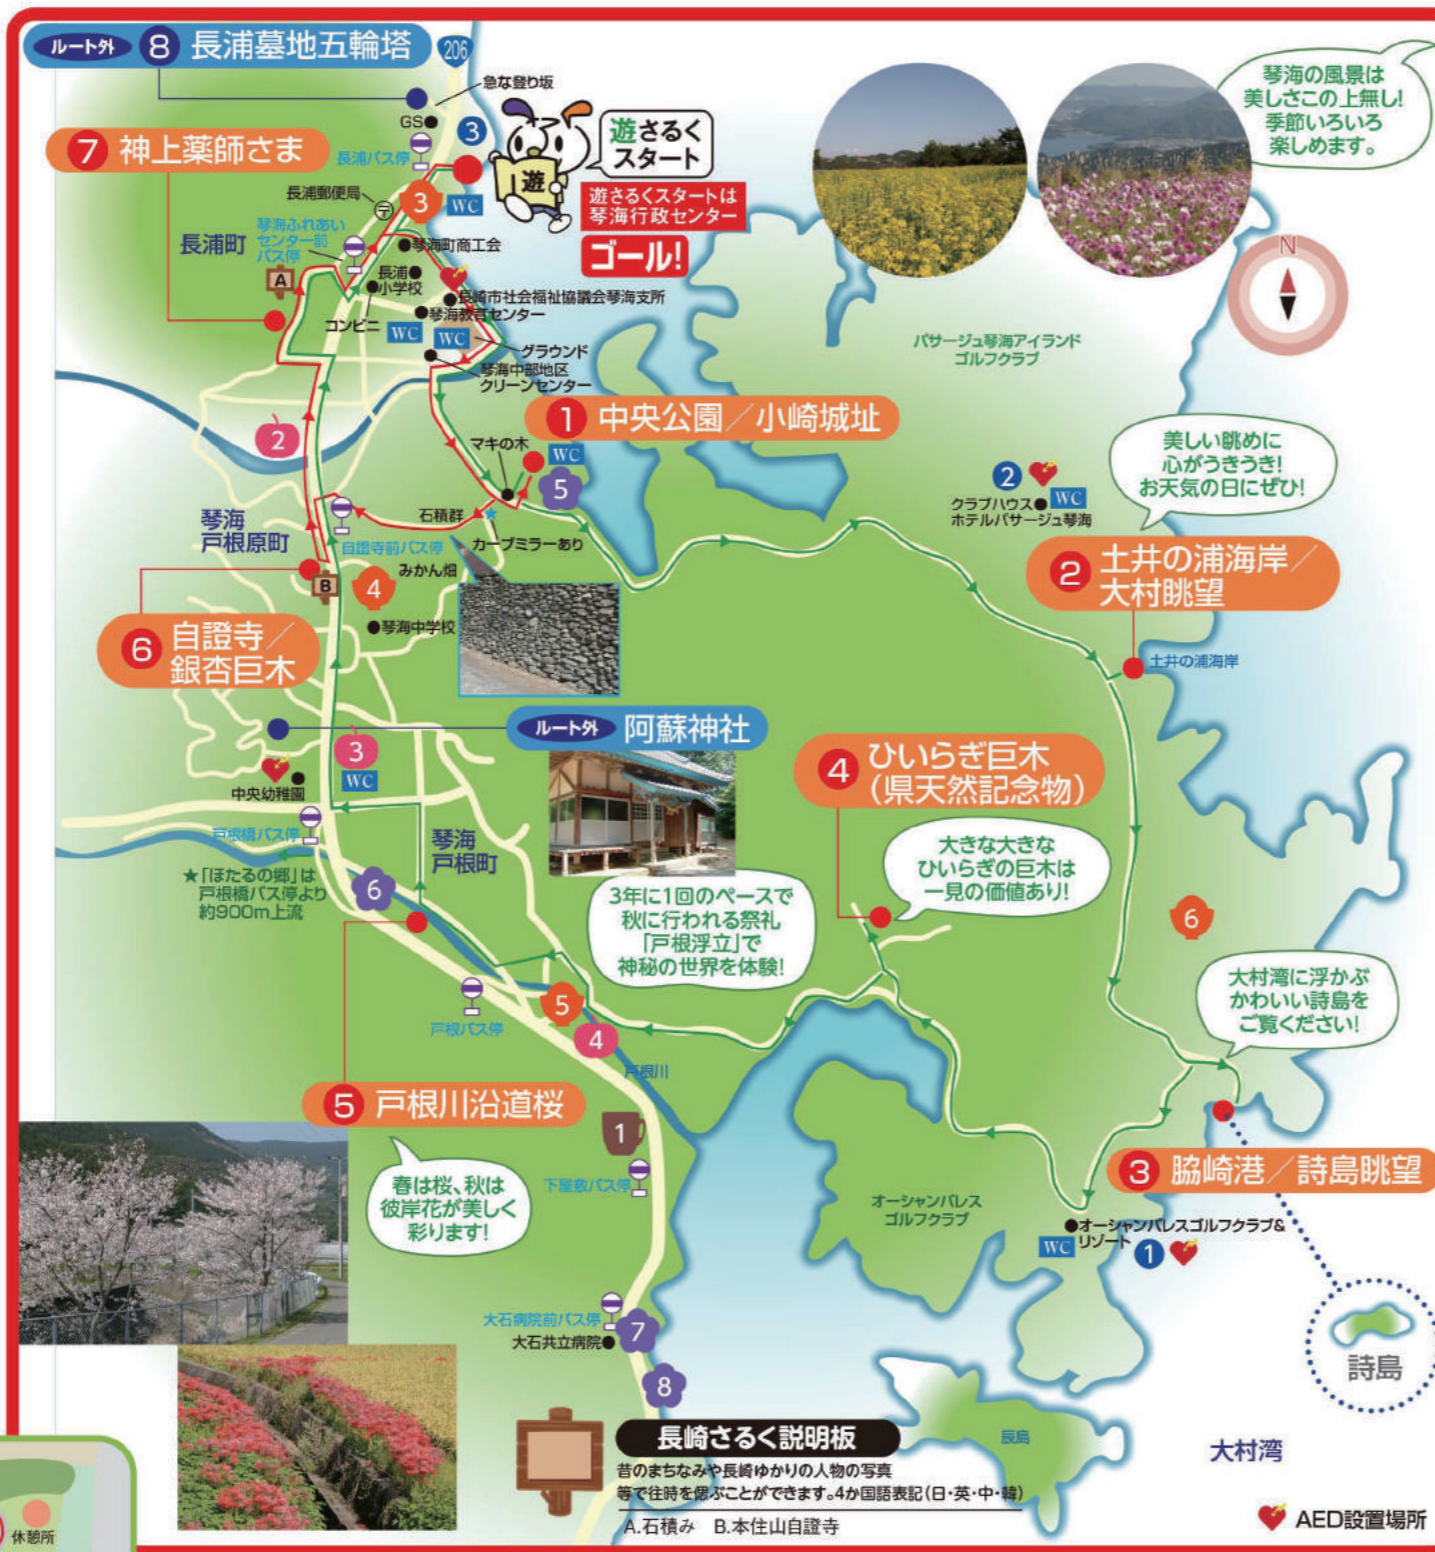 ルート外 8 長浦墓地五輪塔
206
急な登り坂
GS
3
遊さるく
スタート
遊
遊さるくスタートは
琴海行政センター
ゴール!
琴海の風景は
美しさこの上無し!
季節いろいろ
楽しめます。
N
7 神上薬師さま
長浦バス停
長浦郵便局
3
WC
長浦町
琴海ふれあい
センター前
バス停
琴海町商工会
A
長浦
小学校
長崎市社会福祉協議会琴海支所
琴海教育センター
コンビニ
WC
WC
グラウンド
琴海中部地区
クリーンセンター
パサージュ琴海アイランド
ゴルフクラブ
1 中央公園/小崎城址
2
マキの木
WC
5
美しい眺めに
心がうきうき!
お天気の日にぜひ!
2
クラブハウス
WC
ホテルパサージュ琴海
石積群
琴海
戸根原町
自證寺前バス停
カーブミラーあり
みかん畑
B
4
琴海中学校
2 土井の浦海岸/
大村眺望
土井の浦海岸
6 自證寺/
銀杏巨木
ルート外 阿蘇神社
3
WC
中央幼稚園
4 ひいらぎ巨木
(県天然記念物)
戸根橋バス停
琴海
戸根町
★「ほたるの郷」は
戸根橋バス停より
約900m上流
6
大きな大きな
ひいらぎの巨木は
一見の価値あり!
3年に1回のペースで
秋に行われる祭礼
「戸根浮立」で
神秘の世界を体験!
6
大村湾に浮かぶ
かわいい詩島を
ご覧ください!
戸根バス停
5
4
戸根川
5 戸根川沿道桜
1
下屋敷バス停
春は桜、秋は
彼岸花が美しく
彩ります!
3 脇崎港/詩島眺望
オーシャンパレス
ゴルフクラブ
オーシャンパレスゴルフクラブ&
リゾート
WC
1
詩島
大石病院前バス停
大石共立病院
7
8
辰島
大村湾
長崎さるく説明板
昔のまちなみや長崎ゆかりの人物の写真
等で往時を偲ぶことができます。4か国語表記(日・英・中・韓)
A.石積み B.本住山自證寺
AED設置場所
休憩所